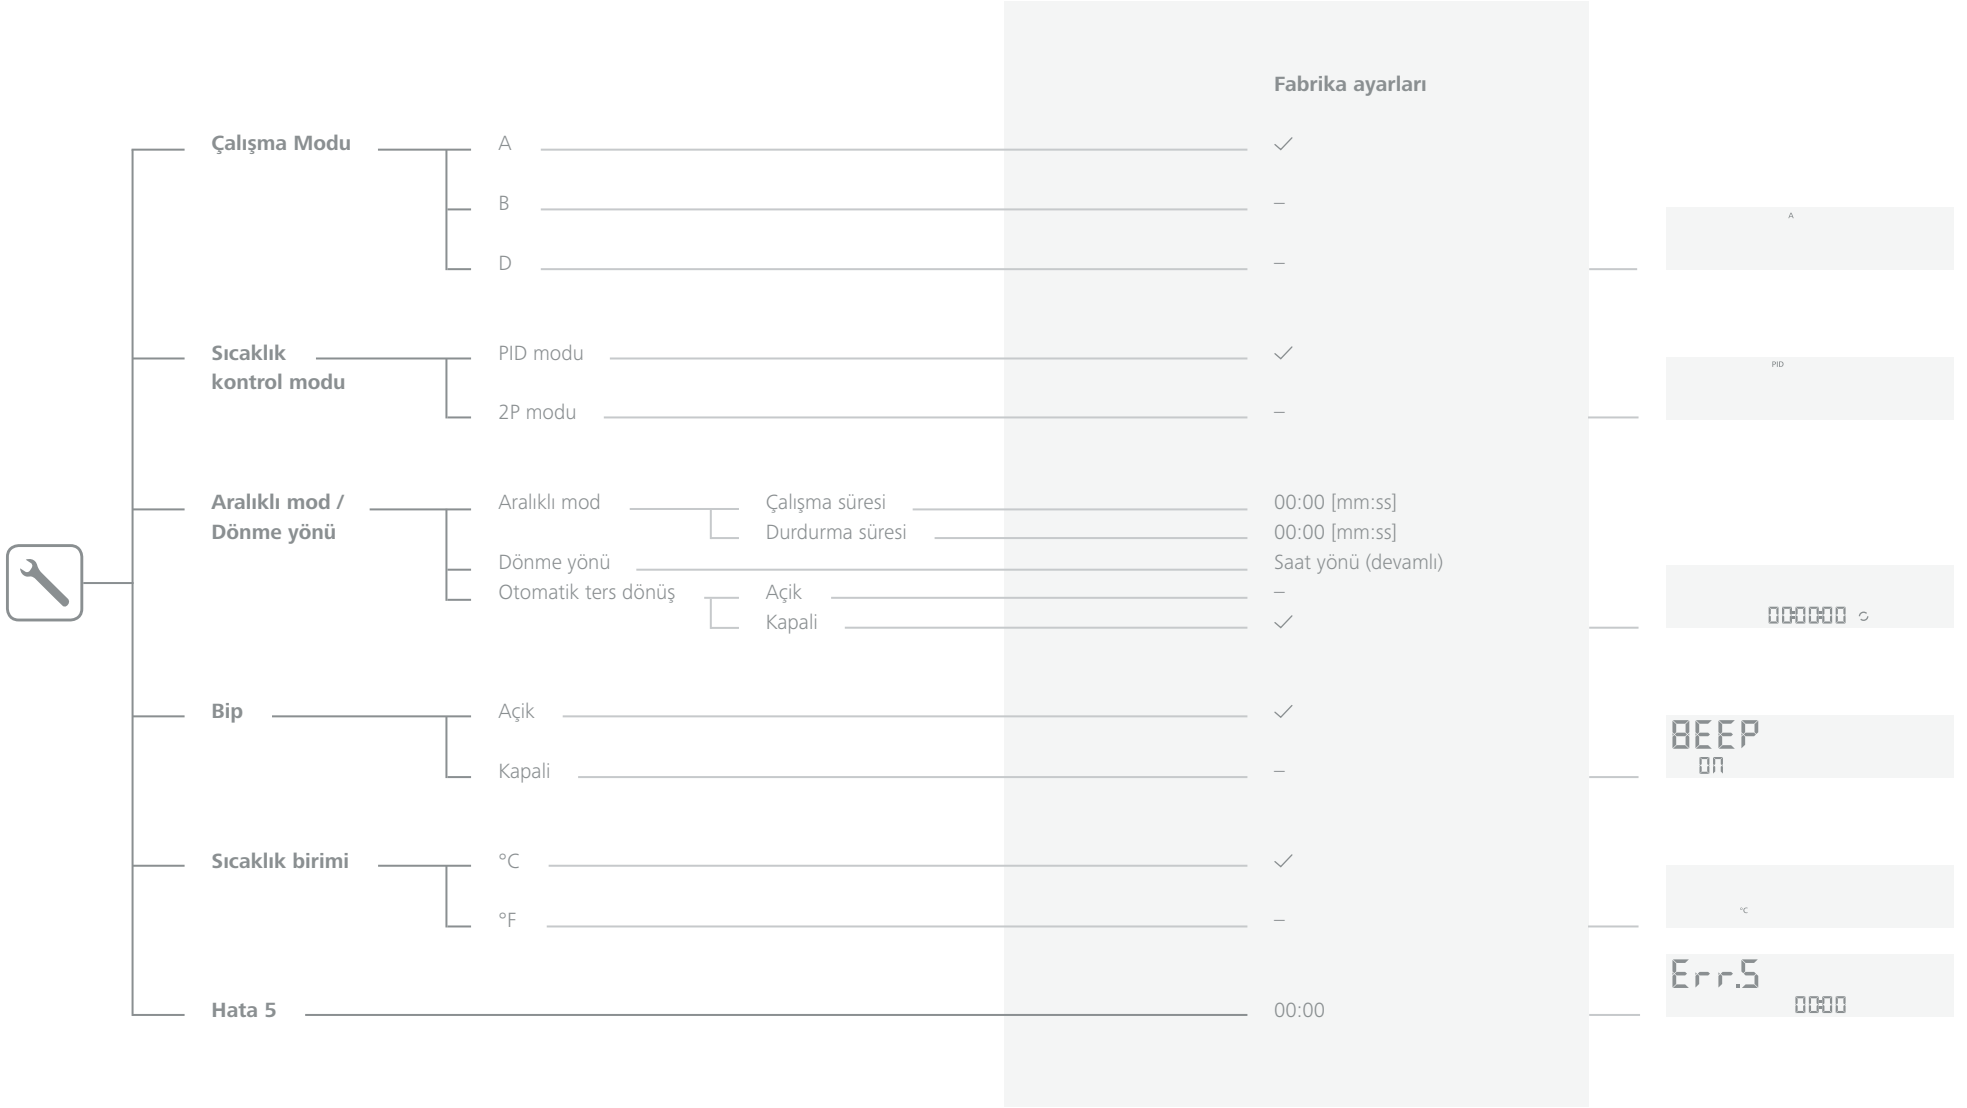 Fabrika ayarları
Çalışma Modu A ✓
B –
A
D –
Sıcaklık PID modu ✓
PID
kontrol modu
2P modu –
Aralıklı mod / Aralıklı mod Çalışma süresi 00:00 [mm:ss]
Dönme yönü Durdurma süresi 00:00 [mm:ss]
Dönme yönü Saat yönü (devamlı)
Otomatik ters dönüş Açik –
Kapali ✓
00:00:00
Bip Açik ✓
BEEP
on
Kapali –
Sıcaklık birimi °C ✓
°C
°F –
Err.5
Hata 5 00:00
00:00